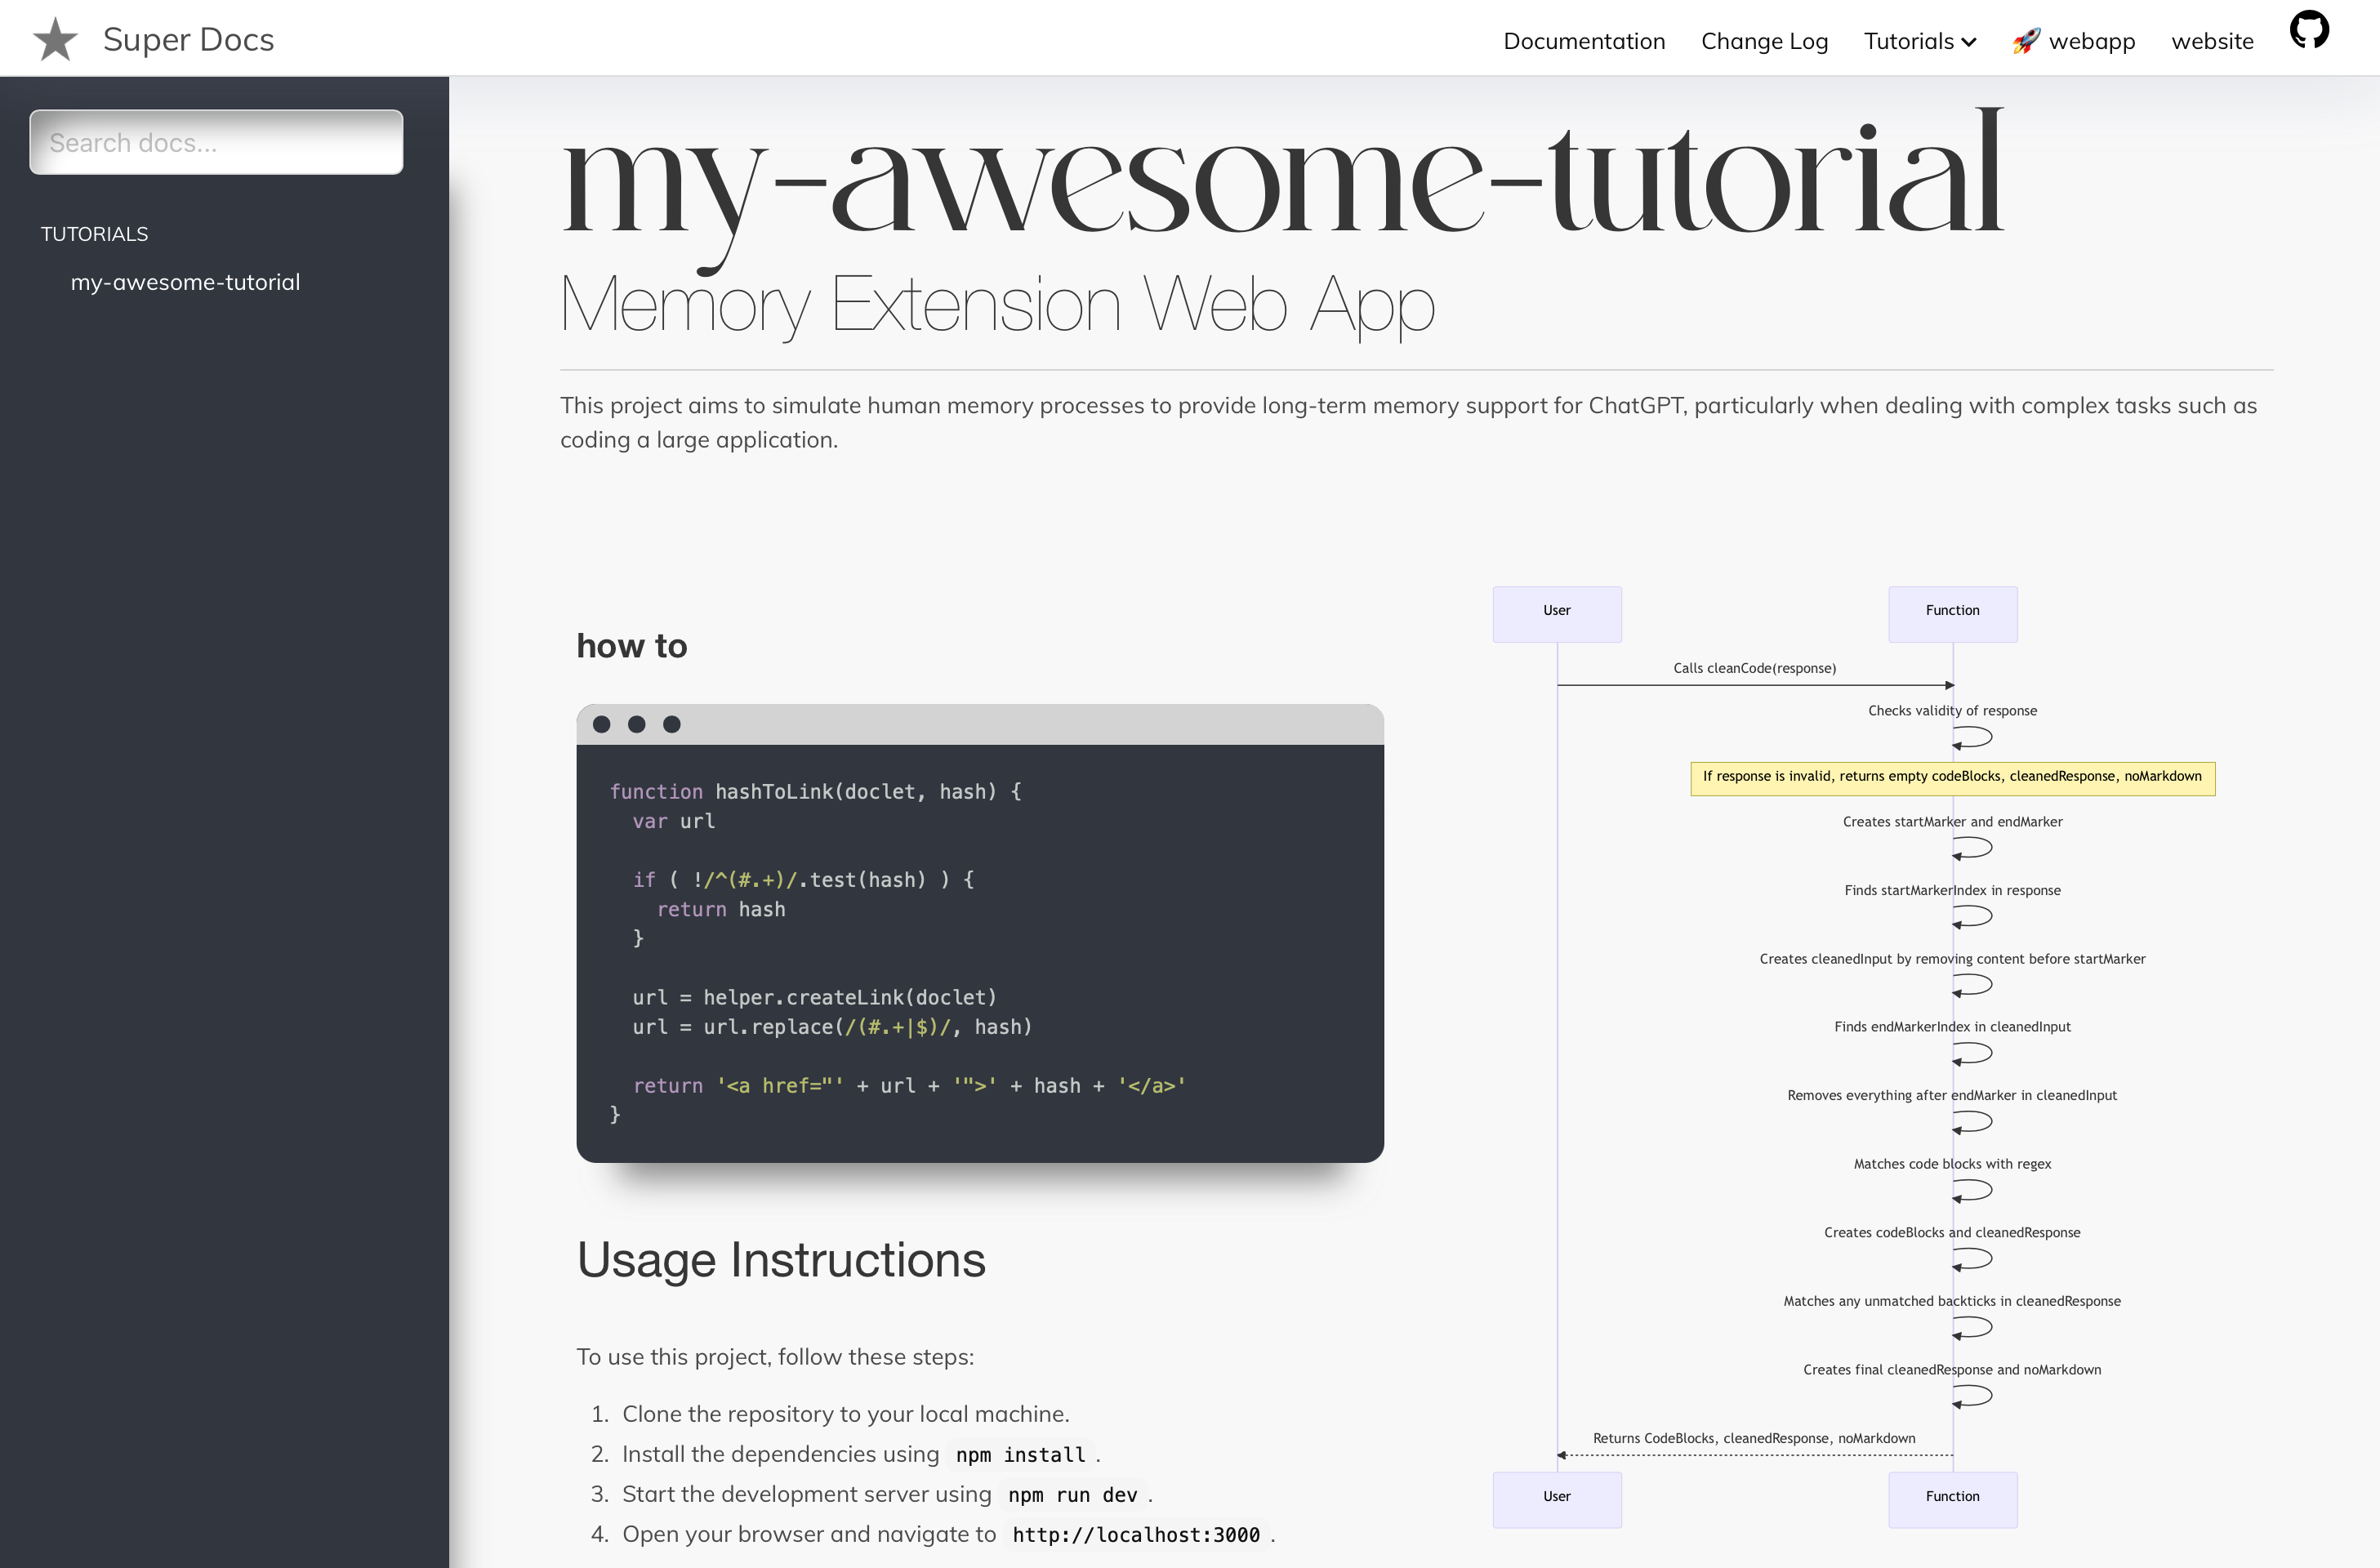 Super Docs
Documentation
Change Log
Tutorials
🚀 webapp
website
Search docs...
TUTORIALS
my-awesome-tutorial
my-awesome-tutorial
Memory Extension Web App
This project aims to simulate human memory processes to provide long-term memory support for ChatGPT, particularly when dealing with complex tasks such as
coding a large application.
how to
function hashToLink(doclet, hash) {
  var url

  if ( !/^(#.+)/.test(hash) ) {
    return hash
  }

  url = helper.createLink(doclet)
  url = url.replace(/(#.+|$)/, hash)

  return '<a href="' + url + '">' + hash + '</a>'
}
Usage Instructions
To use this project, follow these steps:
1. Clone the repository to your local machine.
2. Install the dependencies using npm install .
3. Start the development server using npm run dev .
4. Open your browser and navigate to http://localhost:3000 .
User
Function
Calls cleanCode(response)
Checks validity of response
If response is invalid, returns empty codeBlocks, cleanedResponse, noMarkdown
Creates startMarker and endMarker
Finds startMarkerIndex in response
Creates cleanedInput by removing content before startMarker
Finds endMarkerIndex in cleanedInput
Removes everything after endMarker in cleanedInput
Matches code blocks with regex
Creates codeBlocks and cleanedResponse
Matches any unmatched backticks in cleanedResponse
Creates final cleanedResponse and noMarkdown
Returns CodeBlocks, cleanedResponse, noMarkdown
User
Function